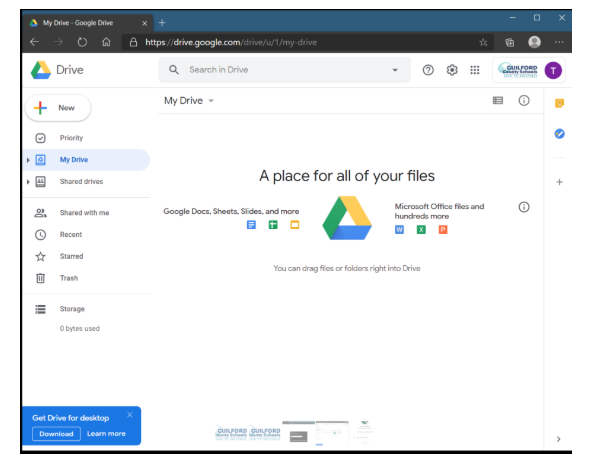 My Drive - Google Drive
https://drive.google.com/drive/u/1/my-drive
Drive
Search in Drive
GUILFORD
County Schools
T
New
My Drive
Priority
My Drive
Shared drives
A place for all of your files
Google Docs, Sheets, Slides, and more
Microsoft Office files and
hundreds more
W X P
Shared with me
Recent
Starred
Trash
You can drag files or folders right into Drive
Storage
0 bytes used
Get Drive for desktop
Download Learn more
GUILFORD GUILFORD
County Schools County Schools